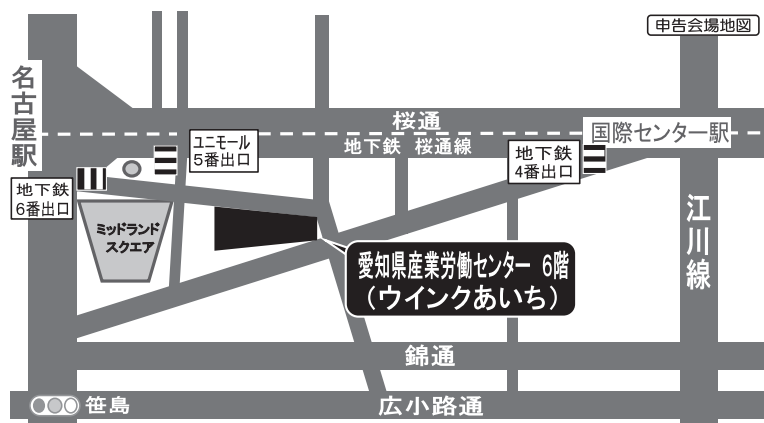 申告会場地図
名古屋駅
桜通
地下鉄 桜通線
国際センター駅
ユニモール
5番出口
地下鉄
4番出口
地下鉄
6番出口
ミッドランド
スクエア
江川線
愛知県産業労働センター 6階
（ウインクあいち）
錦通
笹島
広小路通